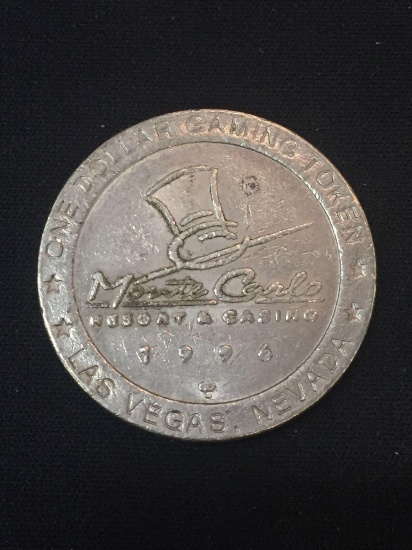 ★ ONE DOLLAR GAMING TOKEN ★
Monte Carlo
RESORT & CASINO
1996
★ LAS VEGAS, NEVADA ★